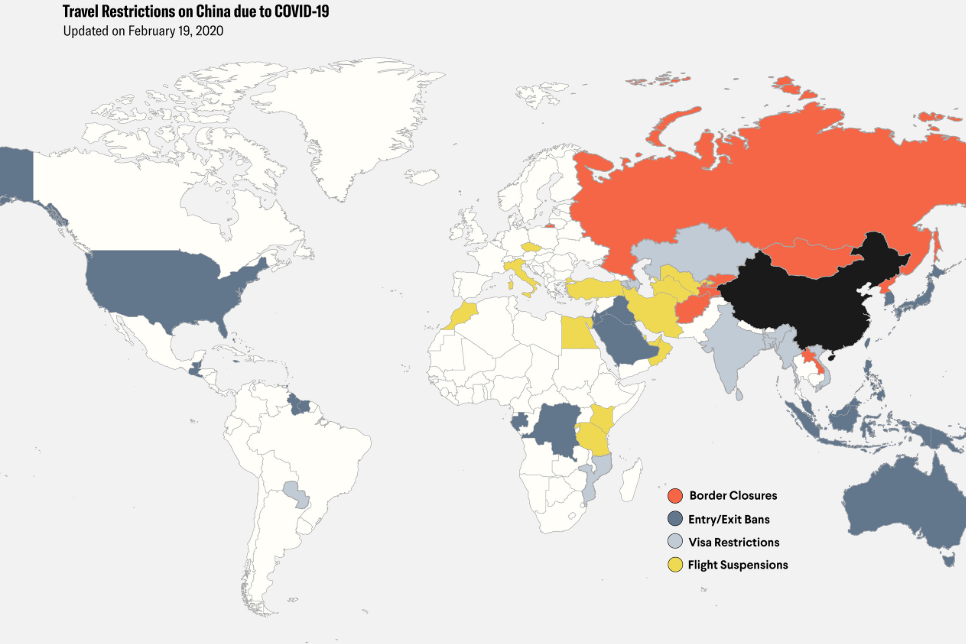 Travel Restrictions on China due to COVID-19
Updated on February 19, 2020
Border Closures
Entry/Exit Bans
Visa Restrictions
Flight Suspensions